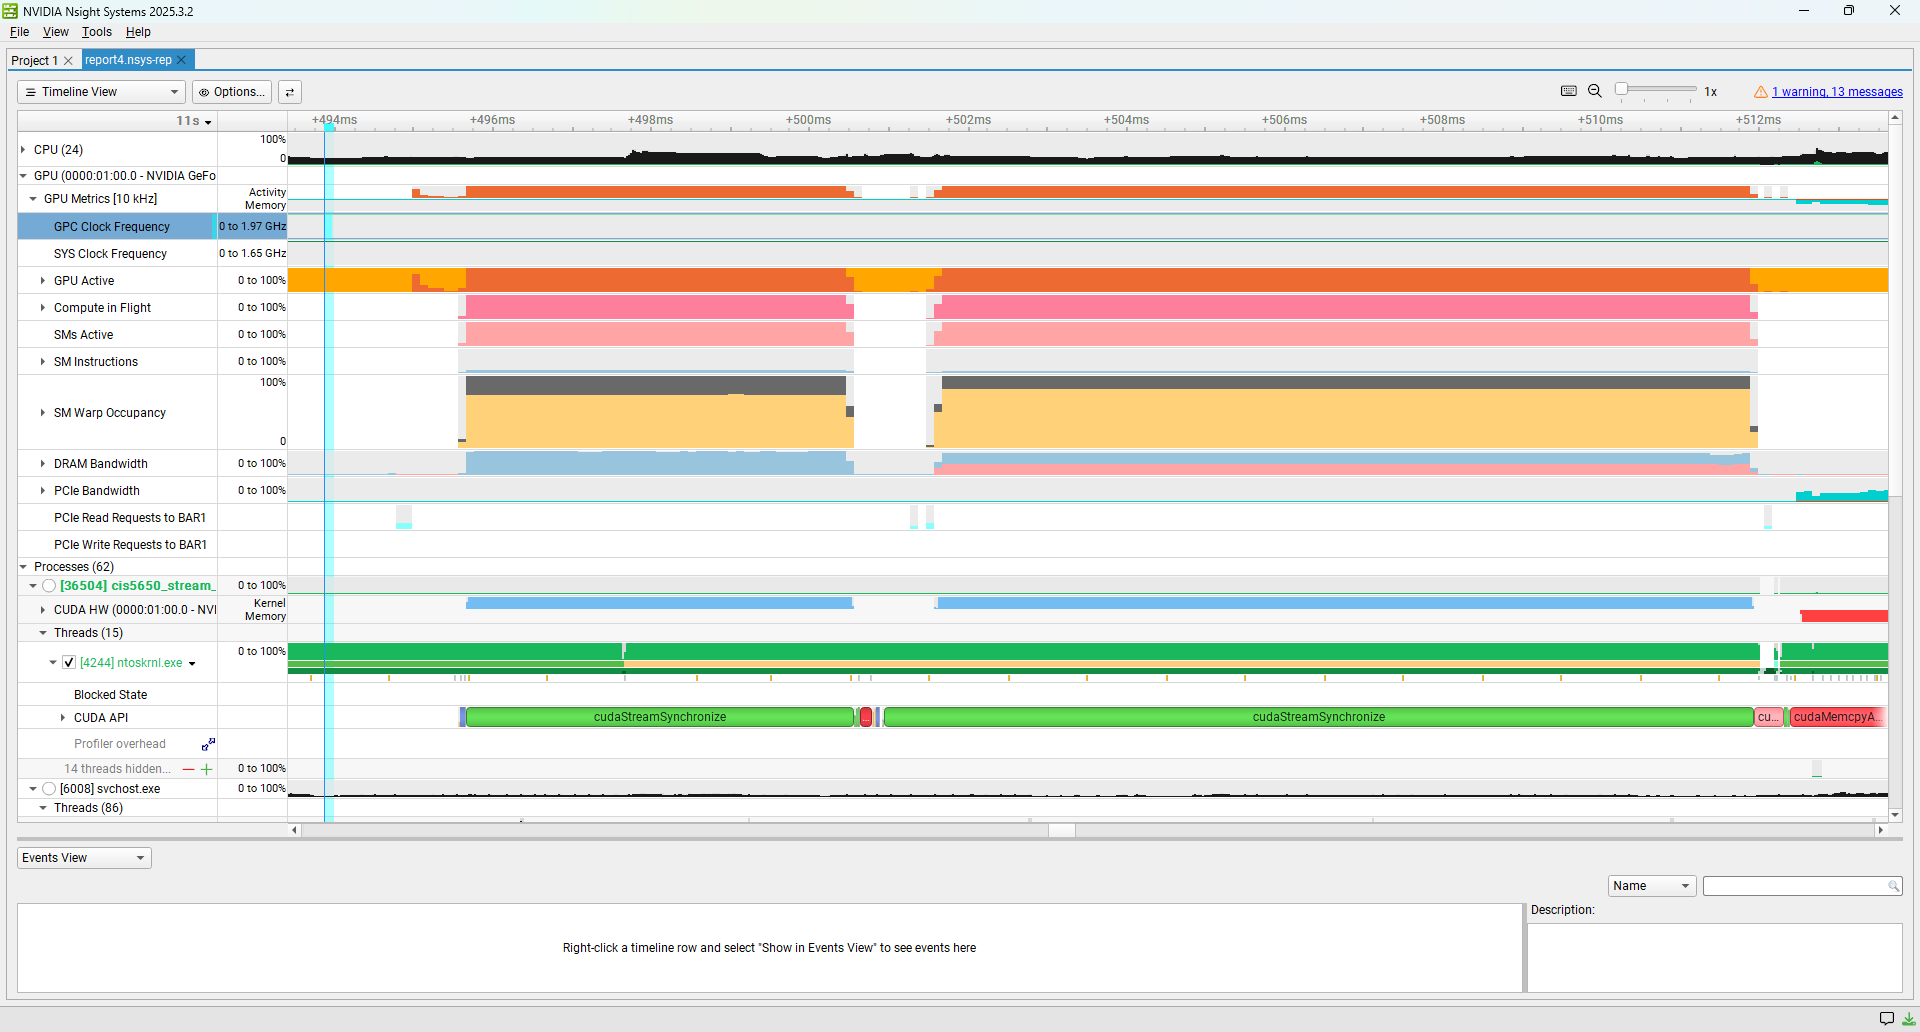 NVIDIA Nsight Systems 2025.3.2
File View Tools Help
Project 1 report4.nsys-rep
Timeline View Options... 1x 1 warning, 13 messages
11s +494ms +496ms +498ms +500ms +502ms +504ms +506ms +508ms +510ms +512ms
CPU (24) 100% 0
GPU (0000:01:00.0 - NVIDIA GeFo
GPU Metrics [10 kHz] Activity Memory
GPC Clock Frequency 0 to 1.97 GHz
SYS Clock Frequency 0 to 1.65 GHz
GPU Active 0 to 100%
Compute in Flight 0 to 100%
SMs Active 0 to 100%
SM Instructions 0 to 100%
SM Warp Occupancy 100% 0
DRAM Bandwidth 0 to 100%
PCIe Bandwidth 0 to 100%
PCIe Read Requests to BAR1
PCIe Write Requests to BAR1
Processes (62)
[36504] cis5650_stream_ 0 to 100%
CUDA HW (0000:01:00.0 - NVI Kernel Memory
Threads (15)
[4244] ntoskrnl.exe 0 to 100%
Blocked State
CUDA API cudaStreamSynchronize ... cudaStreamSynchronize cu... cudaMemcpyA...
Profiler overhead
14 threads hidden... 0 to 100%
[6008] svchost.exe 0 to 100%
Threads (86)
Events View
Name
Right-click a timeline row and select "Show in Events View" to see events here
Description: